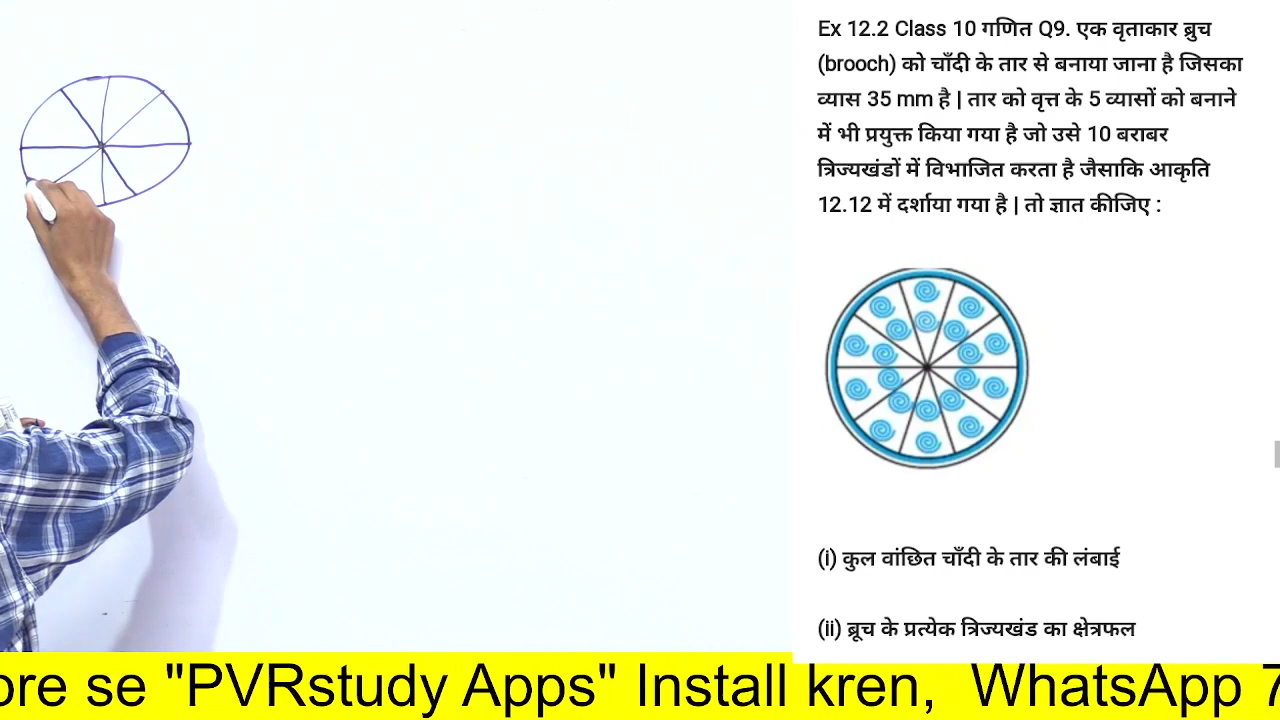 Ex 12.2 Class 10 गणित Q9. एक वृताकार ब्रुच
(brooch) को चाँदी के तार से बनाया जाना है जिसका
व्यास 35 mm है | तार को वृत्त के 5 व्यासों को बनाने
में भी प्रयुक्त किया गया है जो उसे 10 बराबर
त्रिज्यखंडों में विभाजित करता है जैसाकि आकृति
12.12 में दर्शाया गया है | तो ज्ञात कीजिए :
(i) कुल वांछित चाँदी के तार की लंबाई
(ii) ब्रूच के प्रत्येक त्रिज्यखंड का क्षेत्रफल
ore se "PVRstudy Apps" Install kren, WhatsApp 7